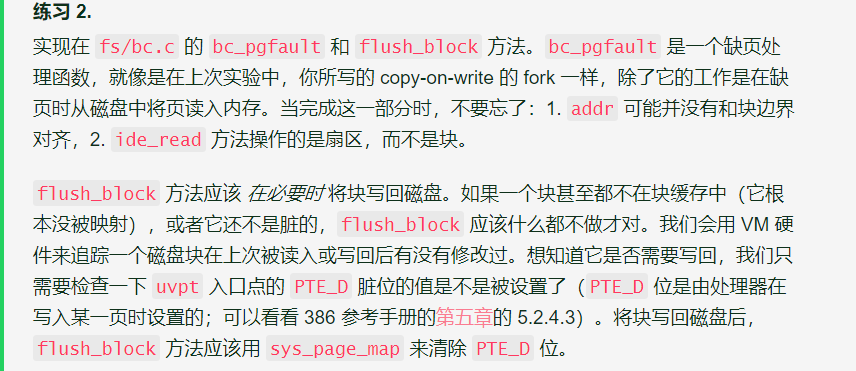 练习 2.
实现在 fs/bc.c 的 bc_pgfault 和 flush_block 方法。bc_pgfault 是一个缺页处
理函数，就像是在上次实验中，你所写的 copy-on-write 的 fork 一样，除了它的工作是在缺
页时从磁盘中将页读入内存。当完成这一部分时，不要忘了：1. addr 可能并没有和块边界
对齐，2. ide_read 方法操作的是扇区，而不是块。
flush_block 方法应该 在必要时 将块写回磁盘。如果一个块甚至都不在块缓存中（它根
本没被映射），或者它还不是脏的，flush_block 应该什么都不做才对。我们会用 VM 硬
件来追踪一个磁盘块在上次被读入或写回后有没有修改过。想知道它是否需要写回，我们只
需要检查一下 uvpt 入口点的 PTE_D 脏位的值是不是被设置了（PTE_D 位是由处理器在
写入某一页时设置的；可以看看 386 参考手册的第五章的 5.2.4.3）。将块写回磁盘后，
flush_block 方法应该用 sys_page_map 来清除 PTE_D 位。